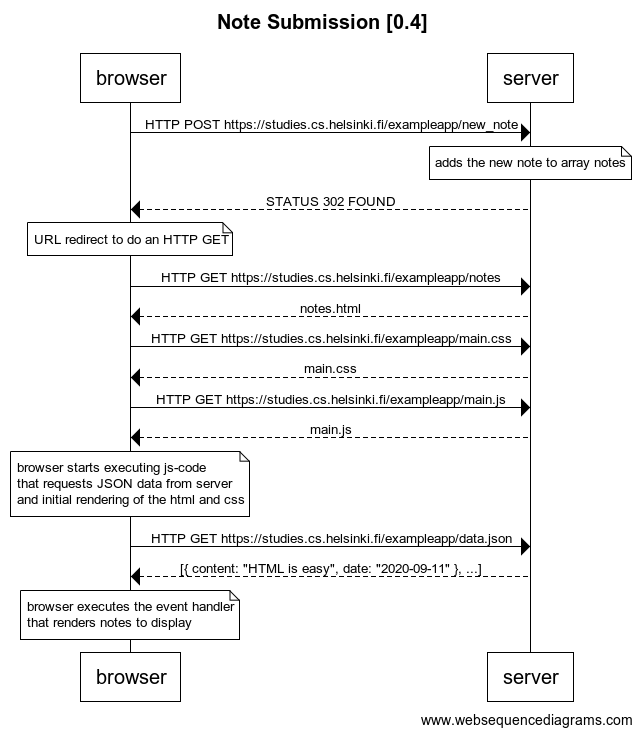 Note Submission [0.4]
browser
server
HTTP POST https://studies.cs.helsinki.fi/exampleapp/new_note
adds the new note to array notes
STATUS 302 FOUND
URL redirect to do an HTTP GET
HTTP GET https://studies.cs.helsinki.fi/exampleapp/notes
notes.html
HTTP GET https://studies.cs.helsinki.fi/exampleapp/main.css
main.css
HTTP GET https://studies.cs.helsinki.fi/exampleapp/main.js
main.js
browser starts executing js-code
that requests JSON data from server
and initial rendering of the html and css
HTTP GET https://studies.cs.helsinki.fi/exampleapp/data.json
[{ content: "HTML is easy", date: "2020-09-11" }, ...]
browser executes the event handler
that renders notes to display
browser
server
www.websequencediagrams.com